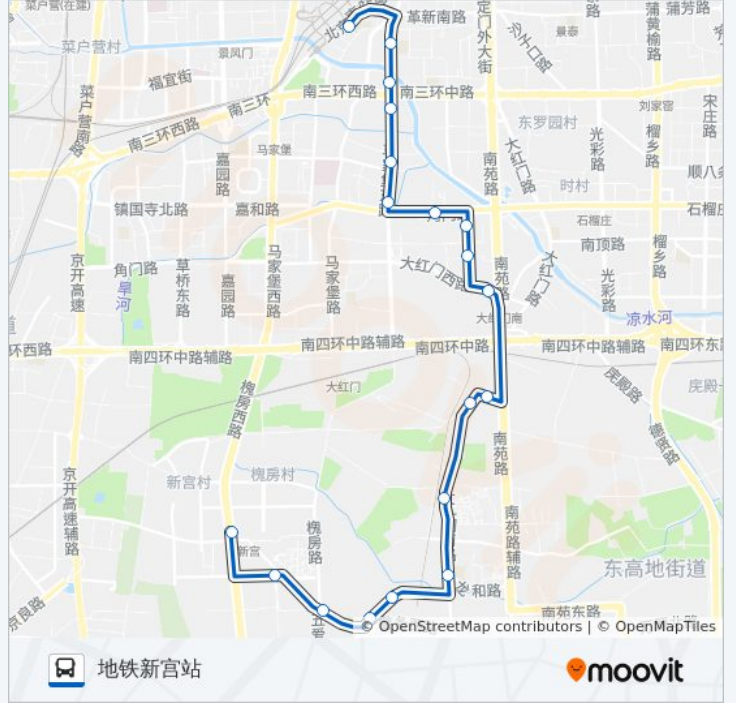 菜户营(在建)
革新南路
定门外大街
沙子口路
景泰
蒲黄榆路
蒲芳路
菜户营村
景风门
福宜街
菜户营南路
南三环
南三环西路
南三环中路
刘家窑
宋庄路
南三环西路
马家堡
嘉园路
东罗园村
光彩路
榴乡路
大红门路
南苑路
时村
顺八条
镇国寺北路
嘉和路
石榴庄
石榴庄
南顶路
角门路
旱河
京开高速
草桥东路
嘉园路
马家堡西路
马家堡路
大红门西路
南苑路
大红门路
光彩路
榴乡路
凉水河
环西路
南四环中路辅路
南四环中路辅路
南四环中路
南四环中路辅路
南四环东路
大红门
槐房西路
南苑路
德贤路
新宫村
槐房村
京开高速辅路
槐房路
新宫
南苑路辅路
东高地街道
和路
南苑东路
京良路
五爱
© OpenStreetMap contributors | © OpenMapTiles
地铁新宫站
moovit